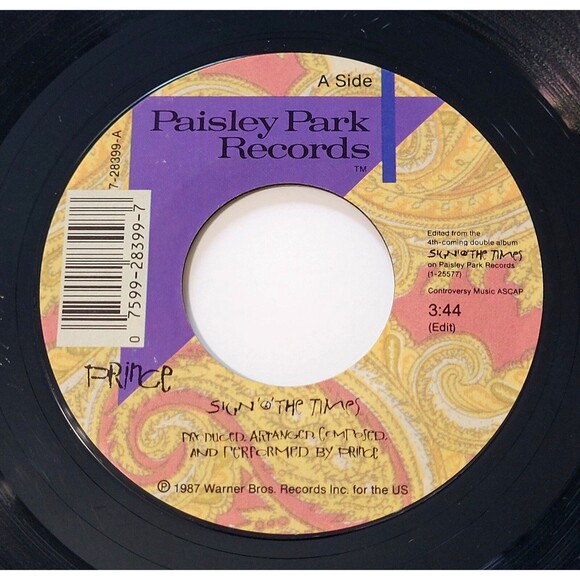 A Side
Paisley Park
Records
TM
7-28399-A
0 7599-28399-7
Edited from the
4th-coming double album
SIGN "☮" THE TIMES
on Paisley Park Records
(1-25577)
Controversy Music ASCAP
3:44
(Edit)
PRINCE
SIGN "☮" THE TIMES
PRODUCED, ARRANGED, COMPOSED,
AND PERFORMED BY PRINCE
℗ 1987 Warner Bros. Records Inc. for the US